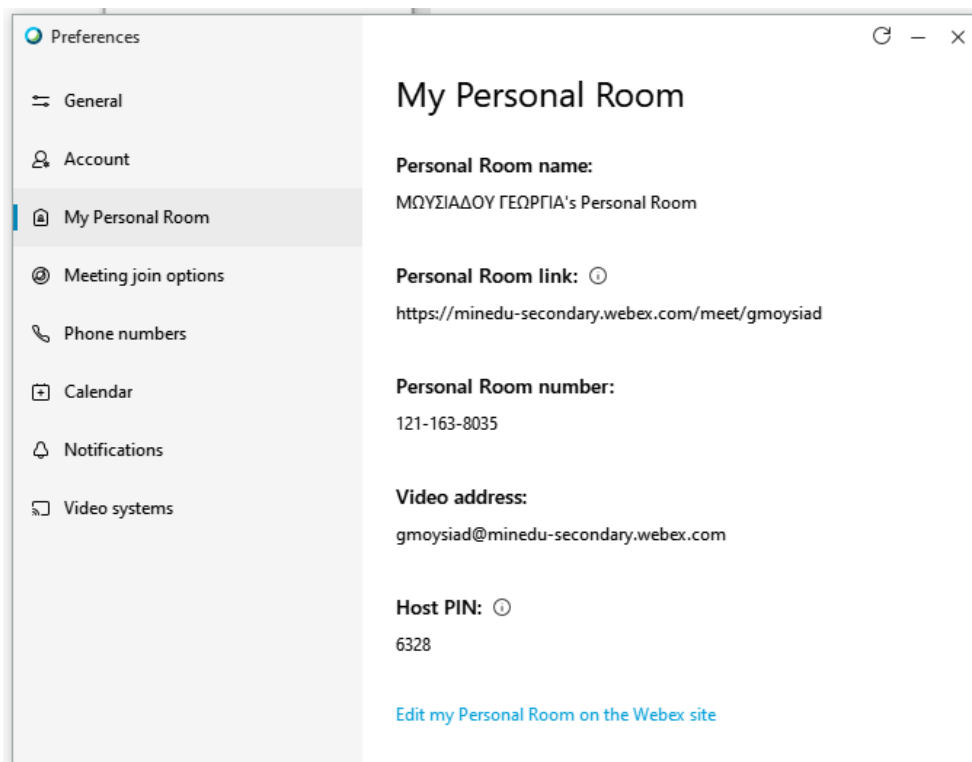 Preferences
General
Account
My Personal Room
Meeting join options
Phone numbers
Calendar
Notifications
Video systems
My Personal Room
Personal Room name:
ΜΩΥΣΙΑΔΟΥ ΓΕΩΡΓΙΑ's Personal Room
Personal Room link:
https://minedu-secondary.webex.com/meet/gmoysiad
Personal Room number:
121-163-8035
Video address:
gmoysiad@minedu-secondary.webex.com
Host PIN:
6328
Edit my Personal Room on the Webex site